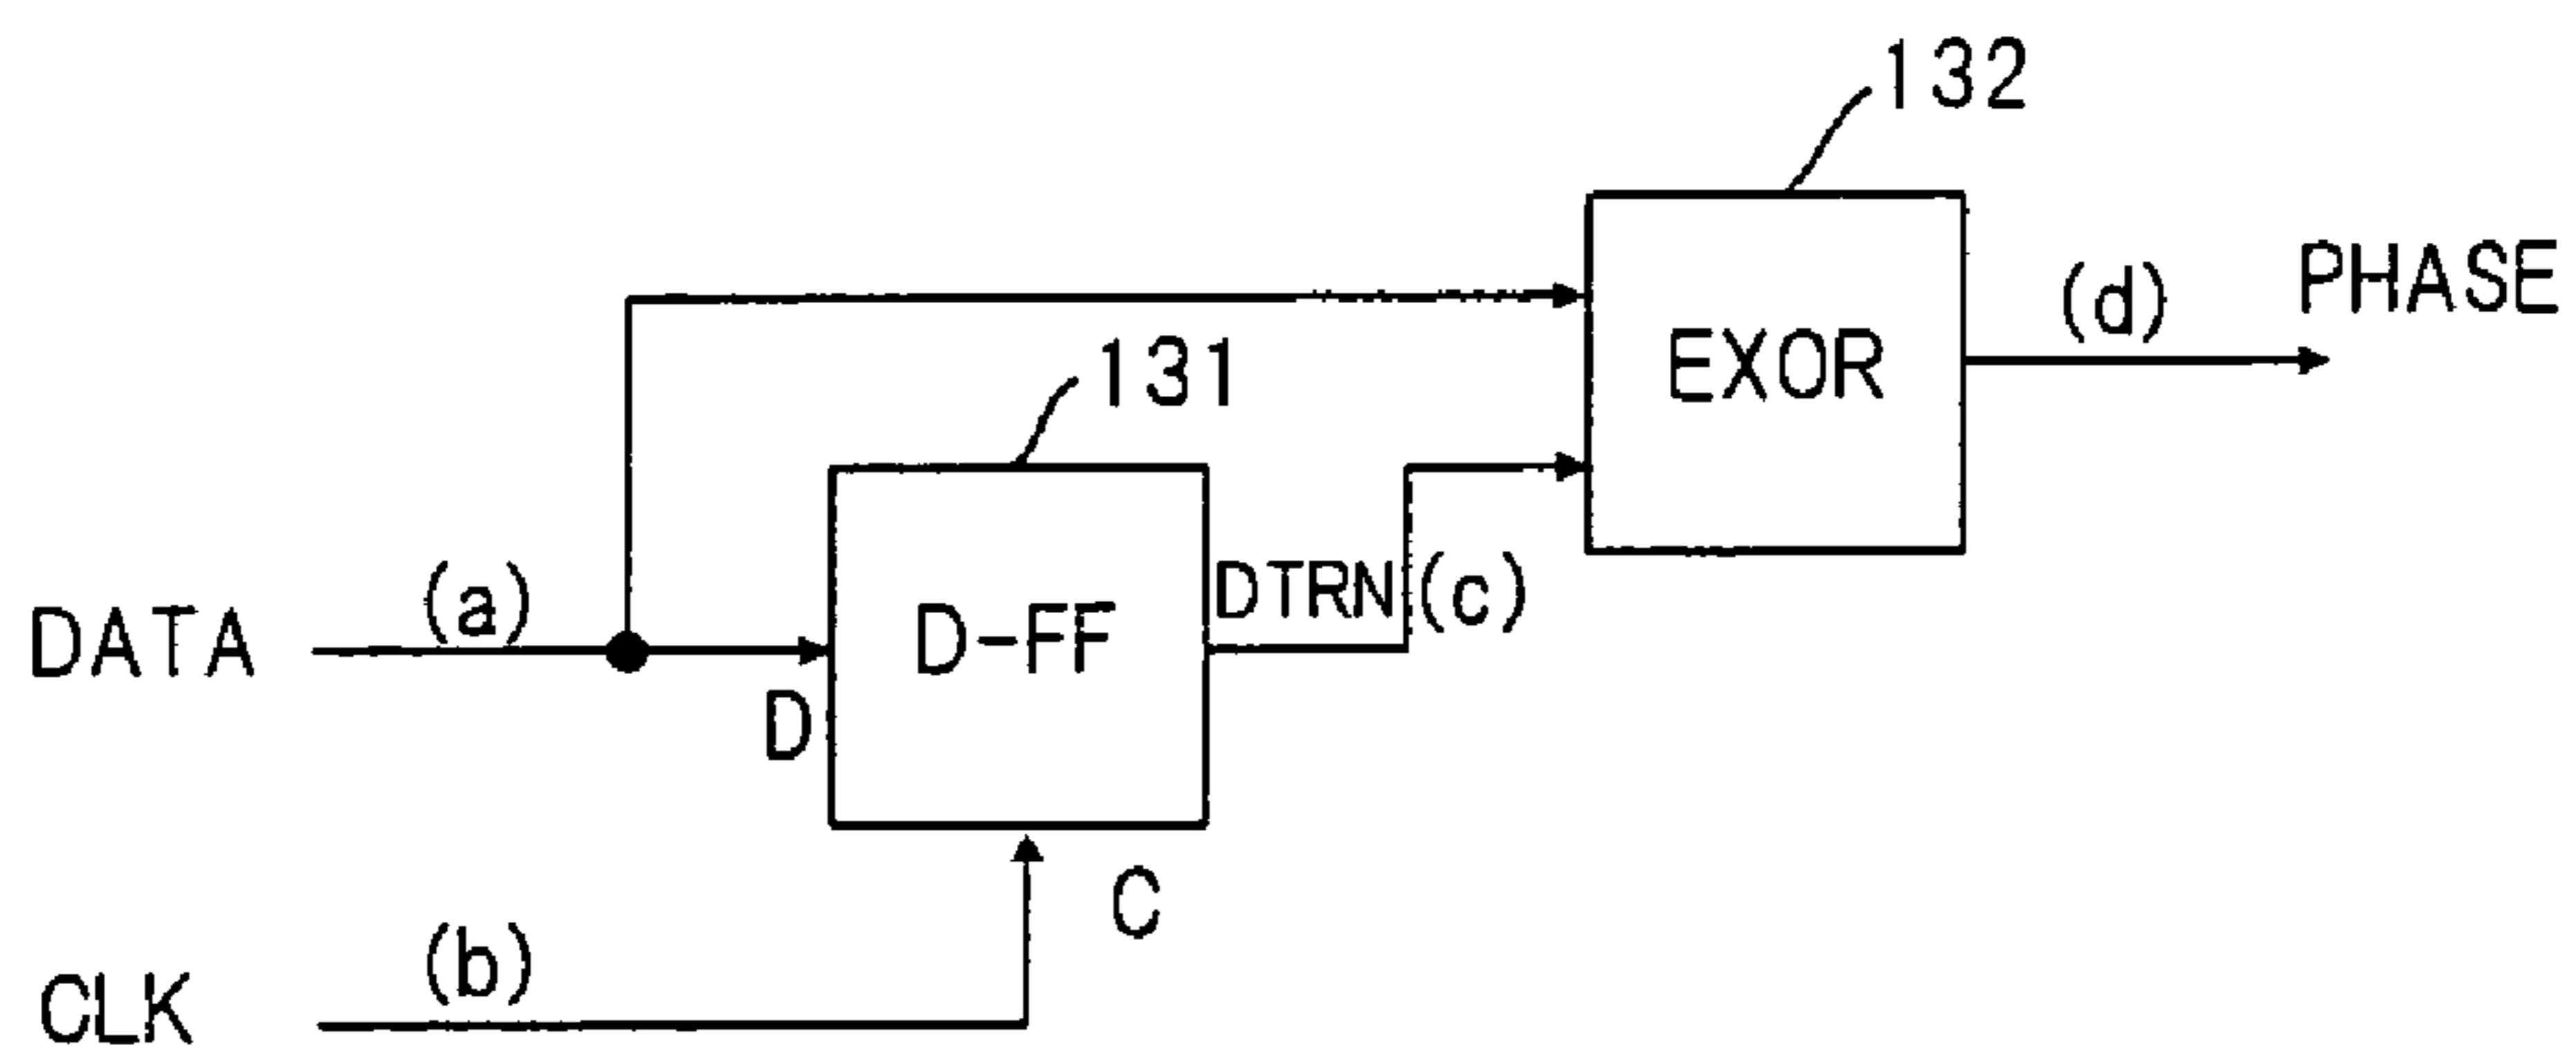 132
PHASE
(d)
EXOR
131
DTRN (c)
DATA
(a)
D-FF
D
C
(b)
CLK